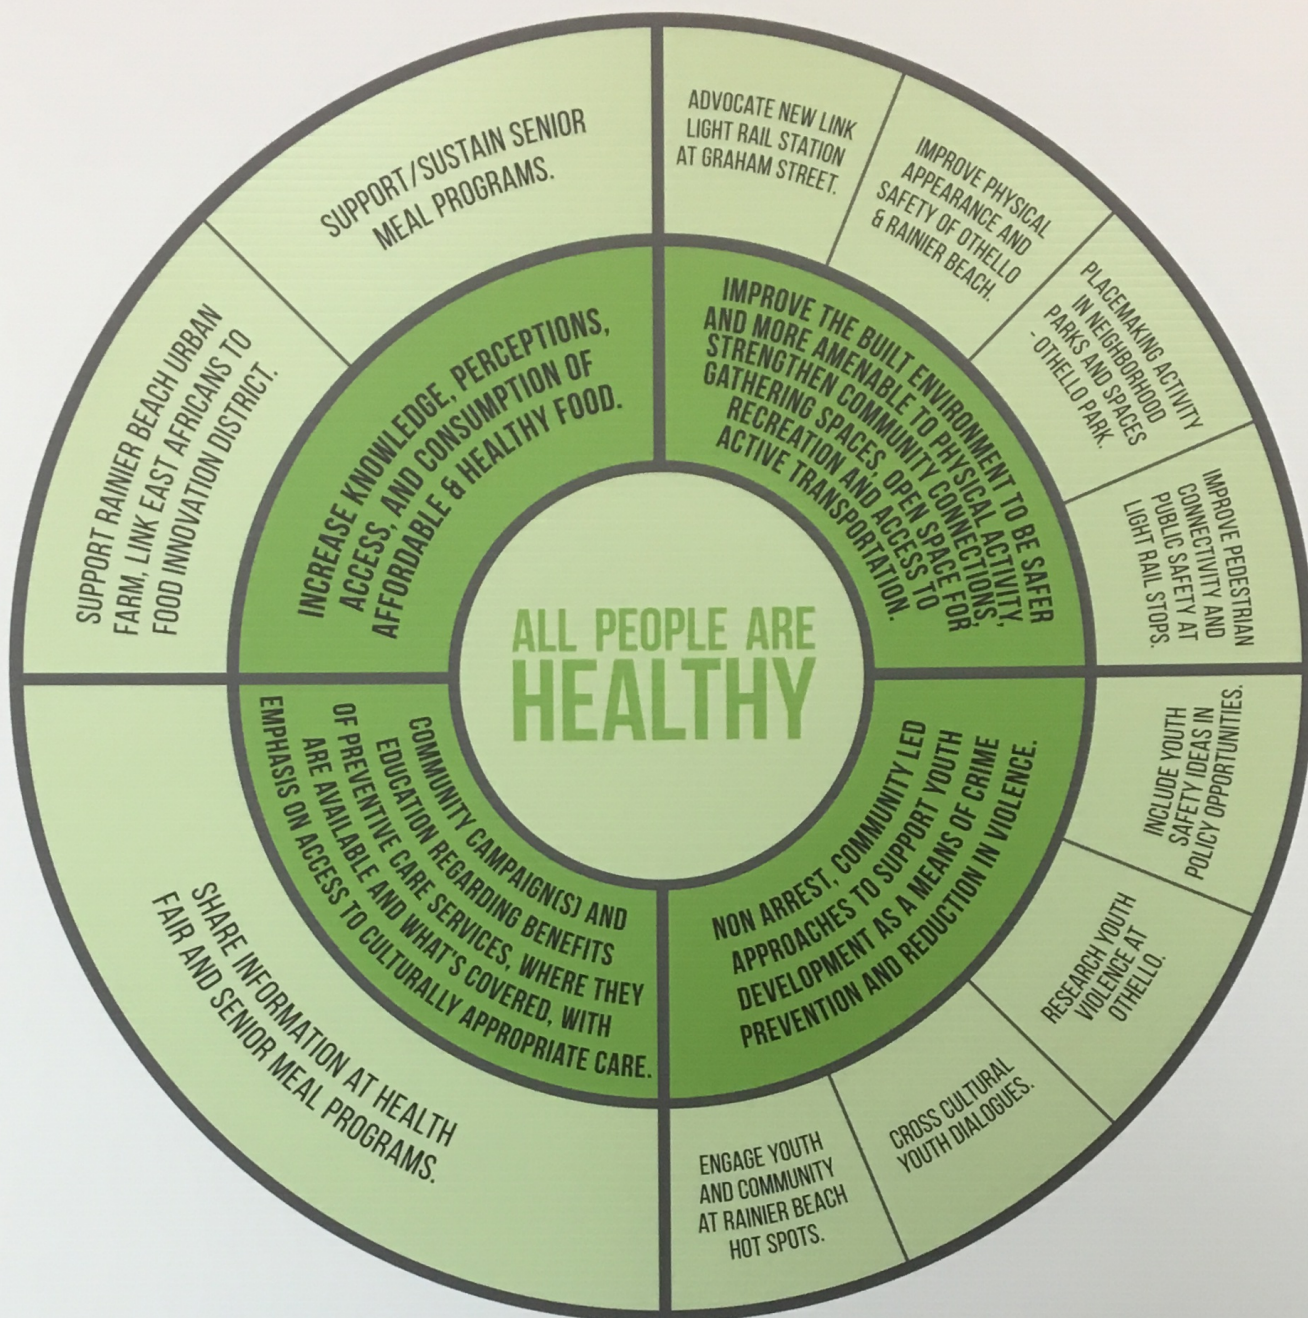 ALL PEOPLE ARE
HEALTHY
IMPROVE THE BUILT ENVIRONMENT TO BE SAFER
AND MORE AMENABLE TO PHYSICAL ACTIVITY,
STRENGTHEN COMMUNITY CONNECTIONS,
GATHERING SPACES, OPEN SPACE FOR
RECREATION AND ACCESS TO
ACTIVE TRANSPORTATION.
ADVOCATE NEW LINK
LIGHT RAIL STATION
AT GRAHAM STREET.
IMPROVE PHYSICAL
APPEARANCE AND
SAFETY OF OTHELLO
& RAINIER BEACH.
PLACEMAKING ACTIVITY
IN NEIGHBORHOOD
PARKS AND SPACES
- OTHELLO PARK.
IMPROVE PEDESTRIAN
CONNECTIVITY AND
PUBLIC SAFETY AT
LIGHT RAIL STOPS.
NON ARREST, COMMUNITY LED
APPROACHES TO SUPPORT YOUTH
DEVELOPMENT AS A MEANS OF CRIME
PREVENTION AND REDUCTION IN VIOLENCE.
INCLUDE YOUTH
SAFETY IDEAS IN
POLICY OPPORTUNITIES.
RESEARCH YOUTH
VIOLENCE AT
OTHELLO.
CROSS CULTURAL
YOUTH DIALOGUES.
ENGAGE YOUTH
AND COMMUNITY
AT RAINIER BEACH
HOT SPOTS.
COMMUNITY CAMPAIGN(S) AND
EDUCATION REGARDING BENEFITS
OF PREVENTIVE CARE SERVICES, WHERE THEY
ARE AVAILABLE AND WHAT'S COVERED, WITH
EMPHASIS ON ACCESS TO CULTURALLY APPROPRIATE CARE.
SHARE INFORMATION AT HEALTH
FAIR AND SENIOR MEAL PROGRAMS.
INCREASE KNOWLEDGE, PERCEPTIONS,
ACCESS, AND CONSUMPTION OF
AFFORDABLE & HEALTHY FOOD.
SUPPORT RAINIER BEACH URBAN
FARM, LINK EAST AFRICANS TO
FOOD INNOVATION DISTRICT.
SUPPORT/SUSTAIN SENIOR
MEAL PROGRAMS.